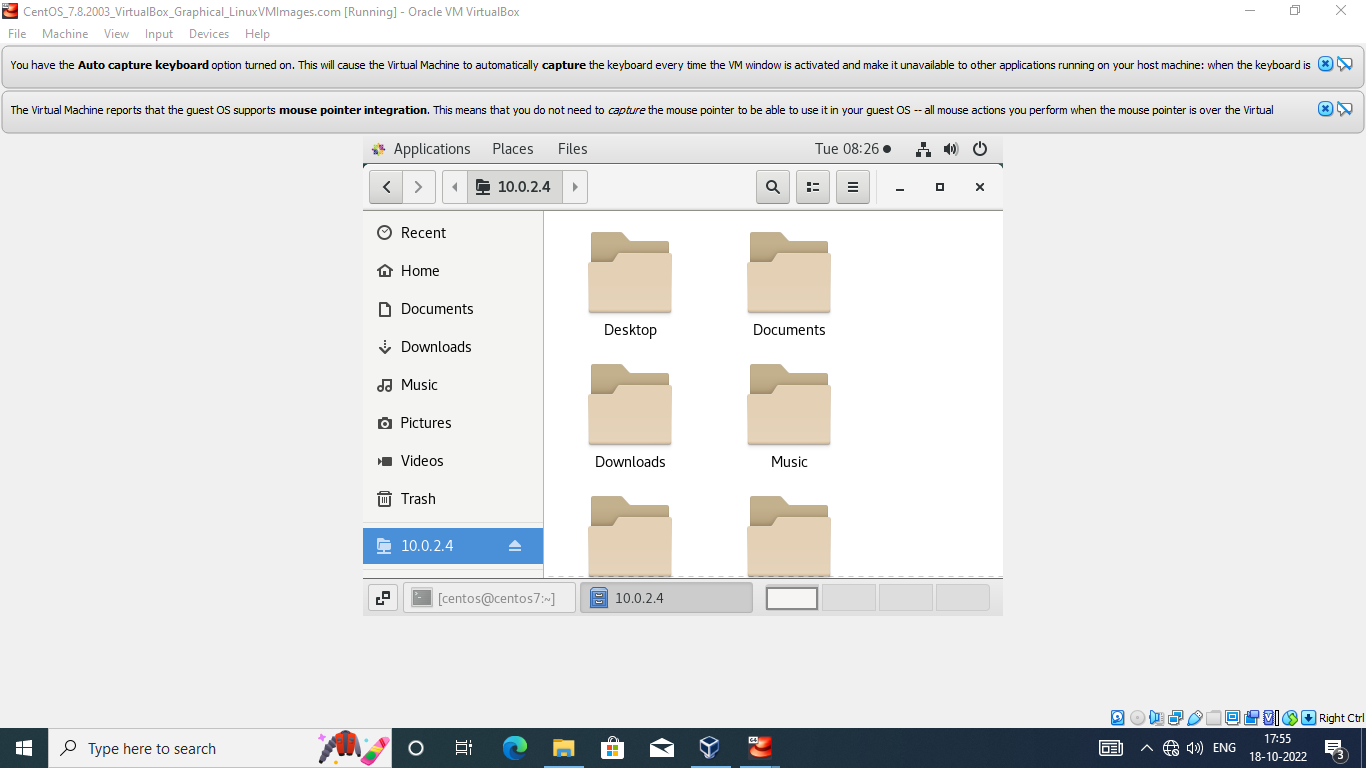 CentOS_7.8.2003_VirtualBox_Graphical_LinuxVMImages.com [Running] - Oracle VM VirtualBox
File Machine View Input Devices Help
You have the Auto capture keyboard option turned on. This will cause the Virtual Machine to automatically capture the keyboard every time the VM window is activated and make it unavailable to other applications running on your host machine: when the keyboard is
The Virtual Machine reports that the guest OS supports mouse pointer integration. This means that you do not need to capture the mouse pointer to be able to use it in your guest OS -- all mouse actions you perform when the mouse pointer is over the Virtual
Applications Places Files Tue 08:26
10.0.2.4
Recent
Home
Documents
Downloads
Music
Pictures
Videos
Trash
10.0.2.4
Desktop Documents
Downloads Music
[centos@centos7:~] 10.0.2.4
Right Ctrl
Type here to search
64
ENG
17:55
18-10-2022
3